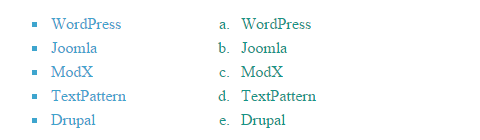 ▪ WordPress
▪ Joomla
▪ ModX
▪ TextPattern
▪ Drupal
a. WordPress
b. Joomla
c. ModX
d. TextPattern
e. Drupal